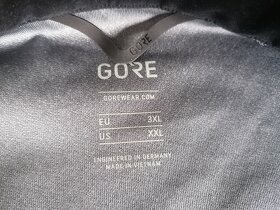 GORE
GOREWEAR.COM
EU 3XL
US XXL
ENGINEERED IN GERMANY
MADE IN VIETNAM